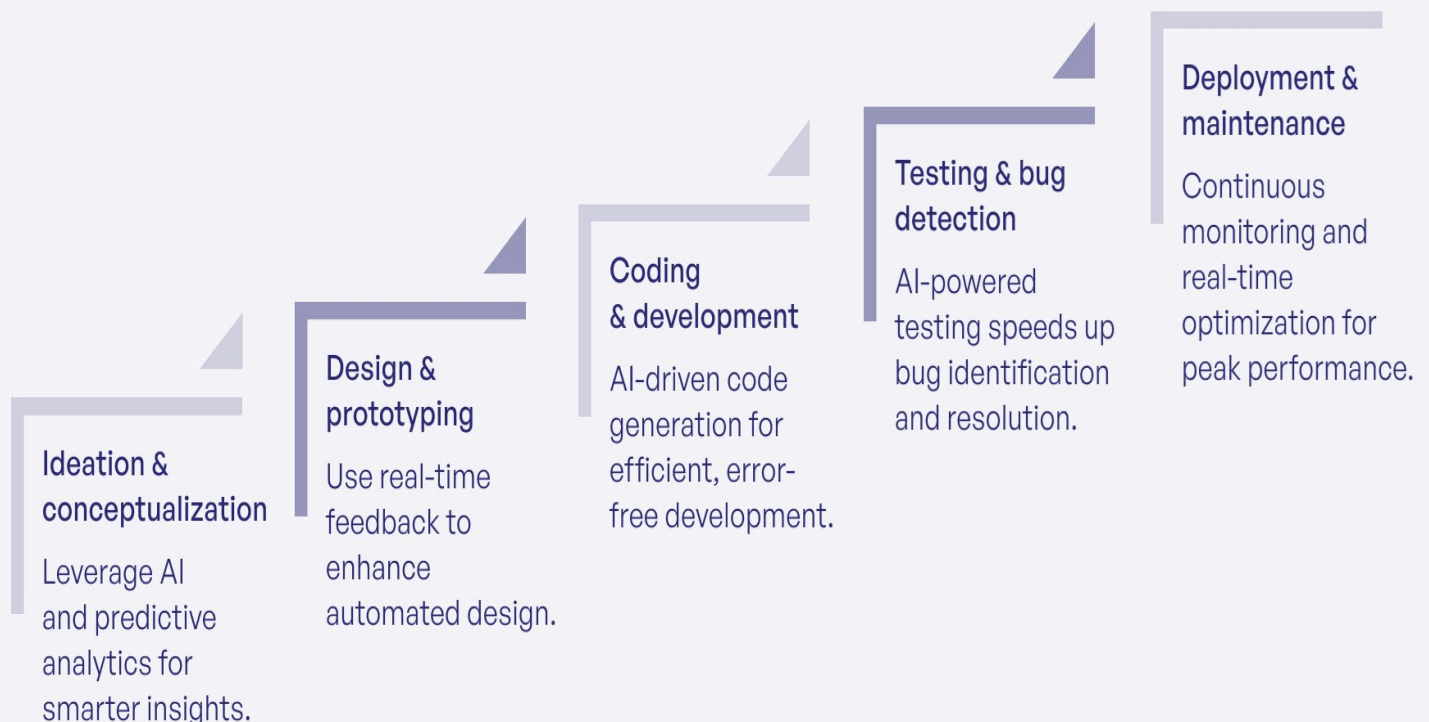 Ideation &
conceptualization
Leverage AI
and predictive
analytics for
smarter insights.
Design &
prototyping
Use real-time
feedback to
enhance
automated design.
Coding
& development
AI-driven code
generation for
efficient, error-
free development.
Testing & bug
detection
AI-powered
testing speeds up
bug identification
and resolution.
Deployment &
maintenance
Continuous
monitoring and
real-time
optimization for
peak performance.